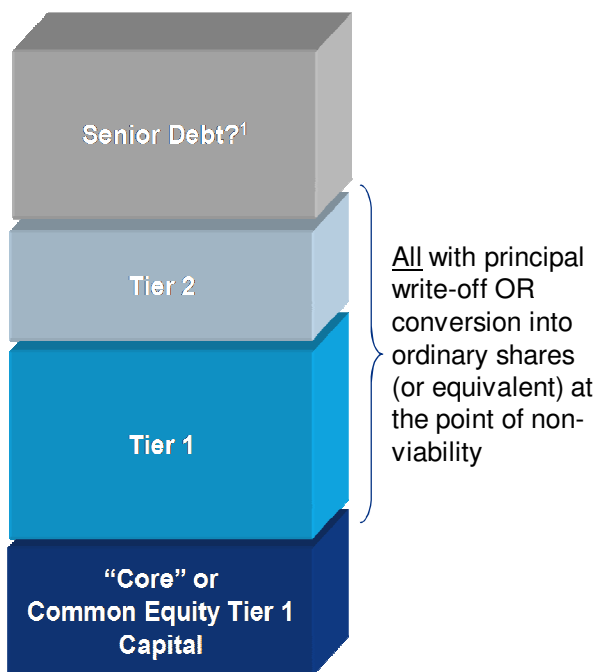 Senior Debt?¹
Tier 2
Tier 1
“Core” or
Common Equity Tier 1
Capital
All with principal
write-off OR
conversion into
ordinary shares
(or equivalent) at
the point of non-
viability